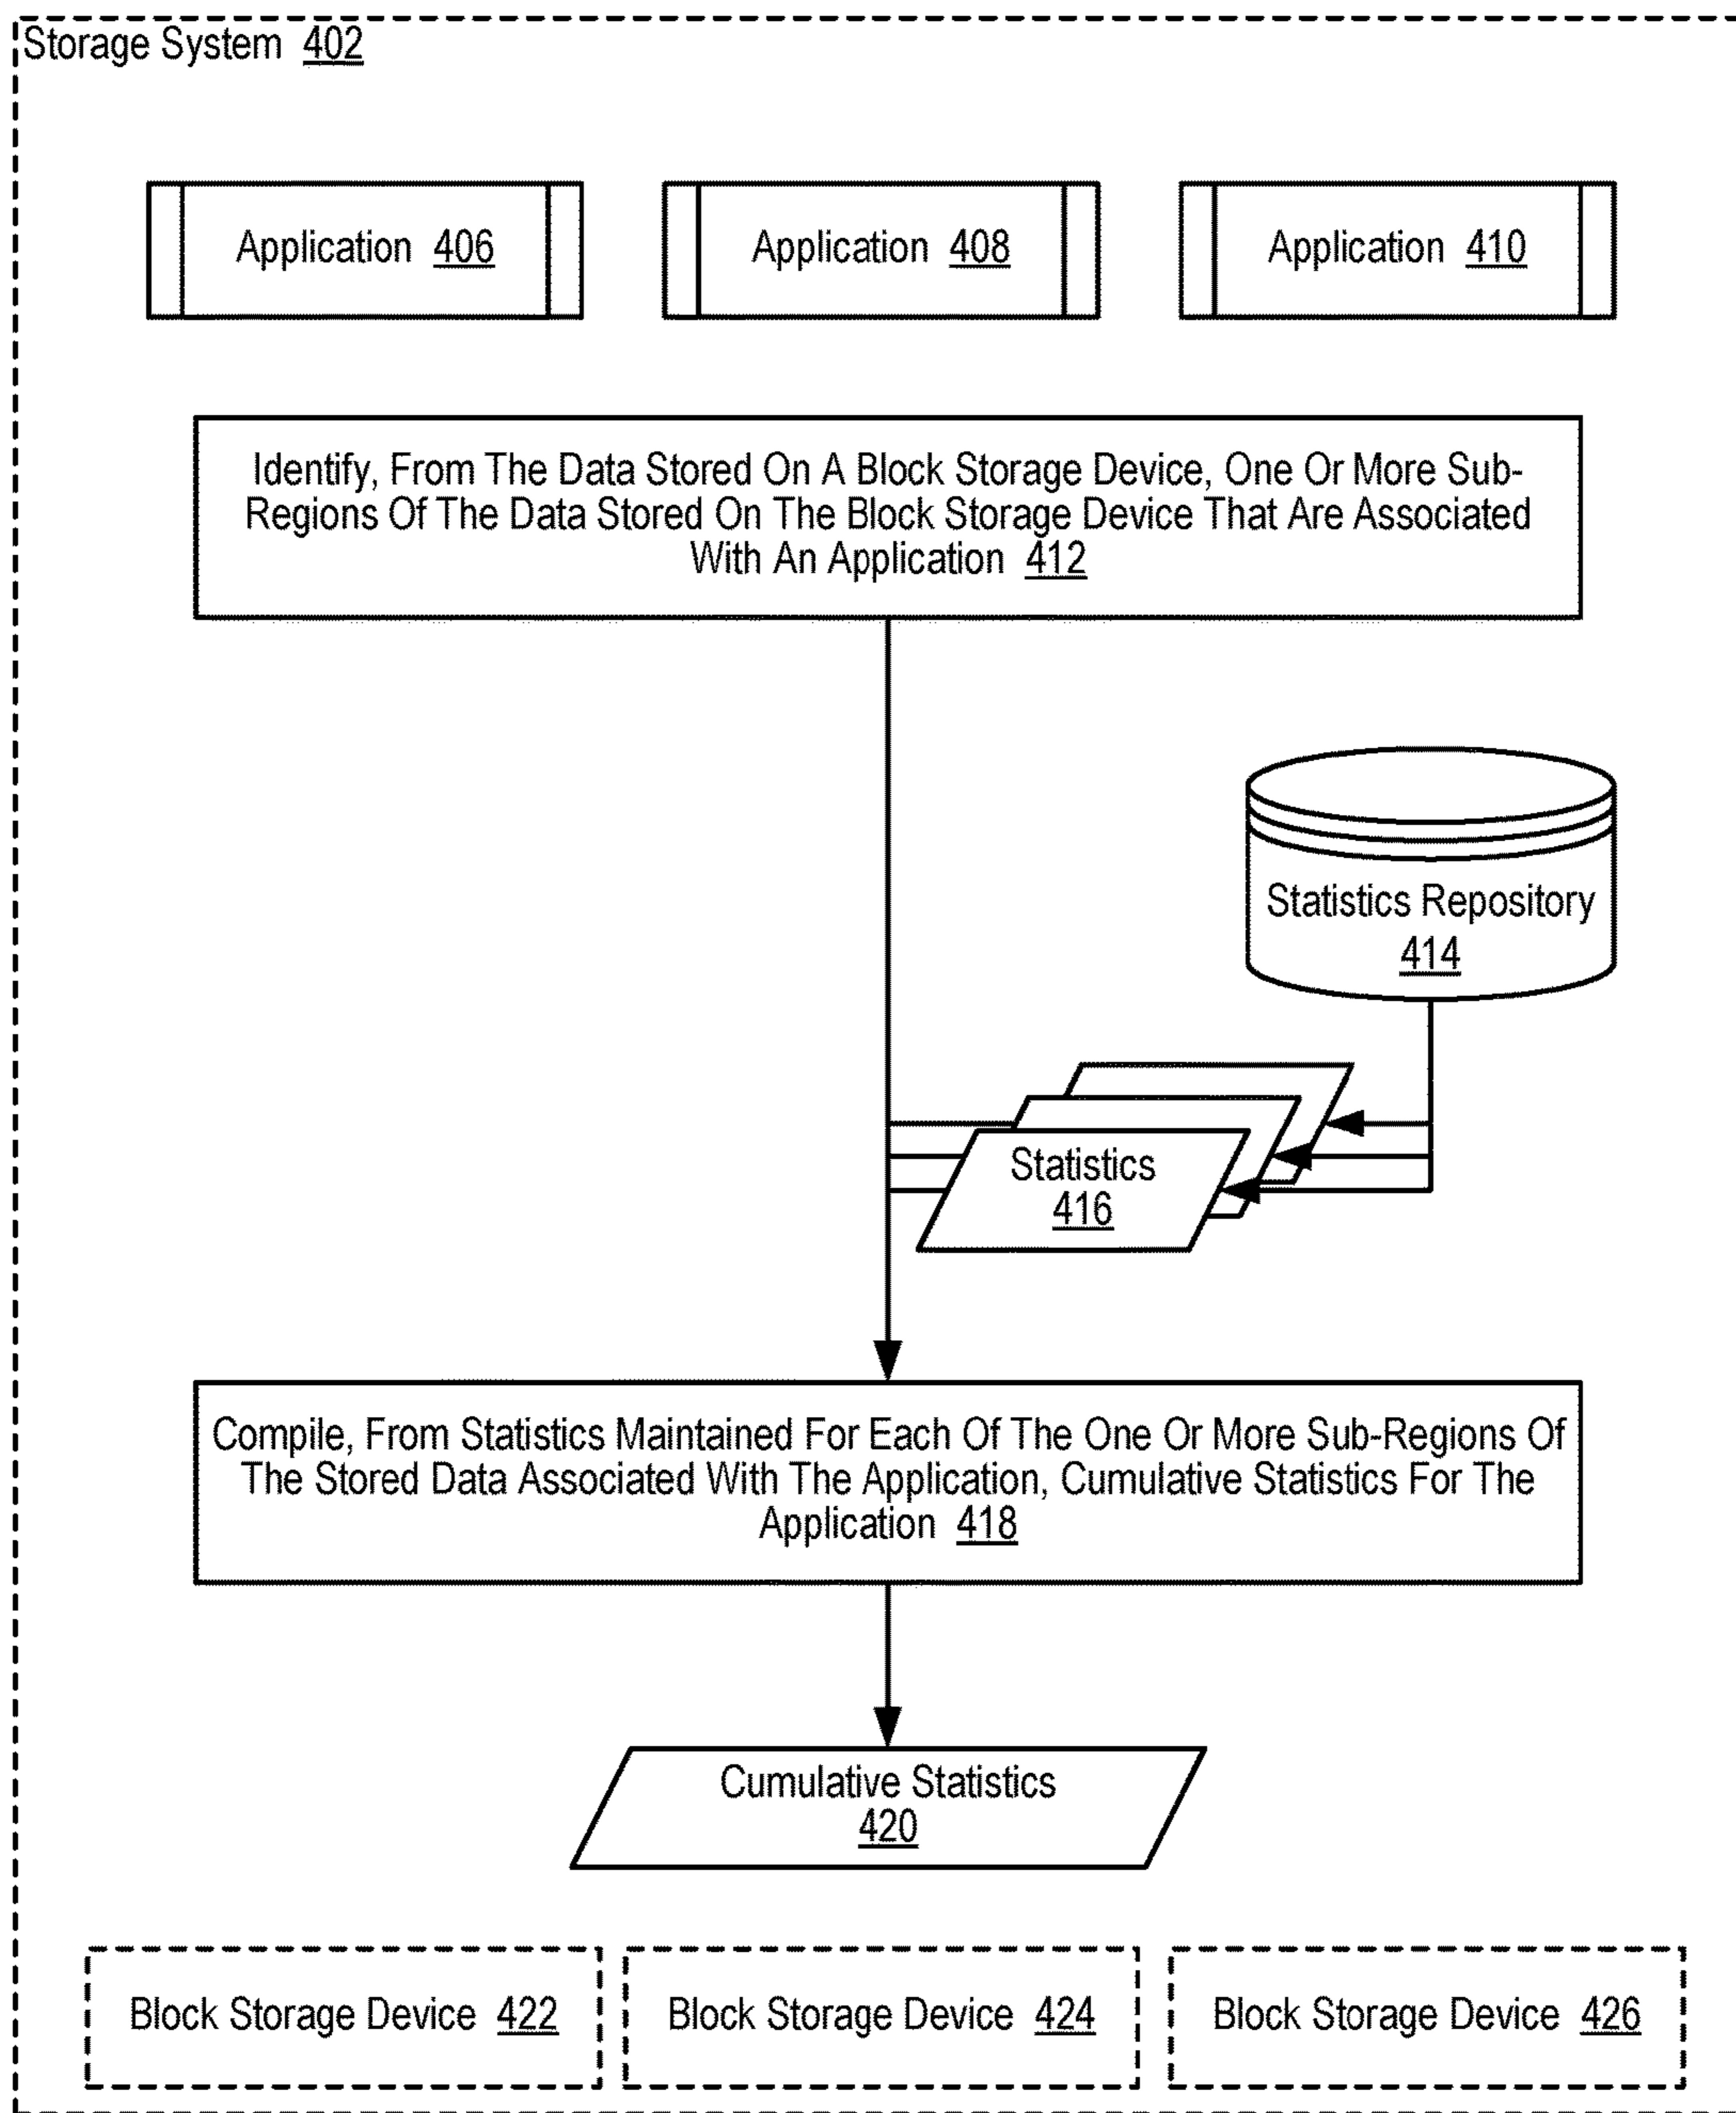 Storage System 402
Application 406
Application 408
Application 410
Identify, From The Data Stored On A Block Storage Device, One Or More Sub-
Regions Of The Data Stored On The Block Storage Device That Are Associated
With An Application 412
Statistics Repository
414
Statistics
416
Compile, From Statistics Maintained For Each Of The One Or More Sub-Regions Of
The Stored Data Associated With The Application, Cumulative Statistics For The
Application 418
Cumulative Statistics
420
Block Storage Device 422
Block Storage Device 424
Block Storage Device 426